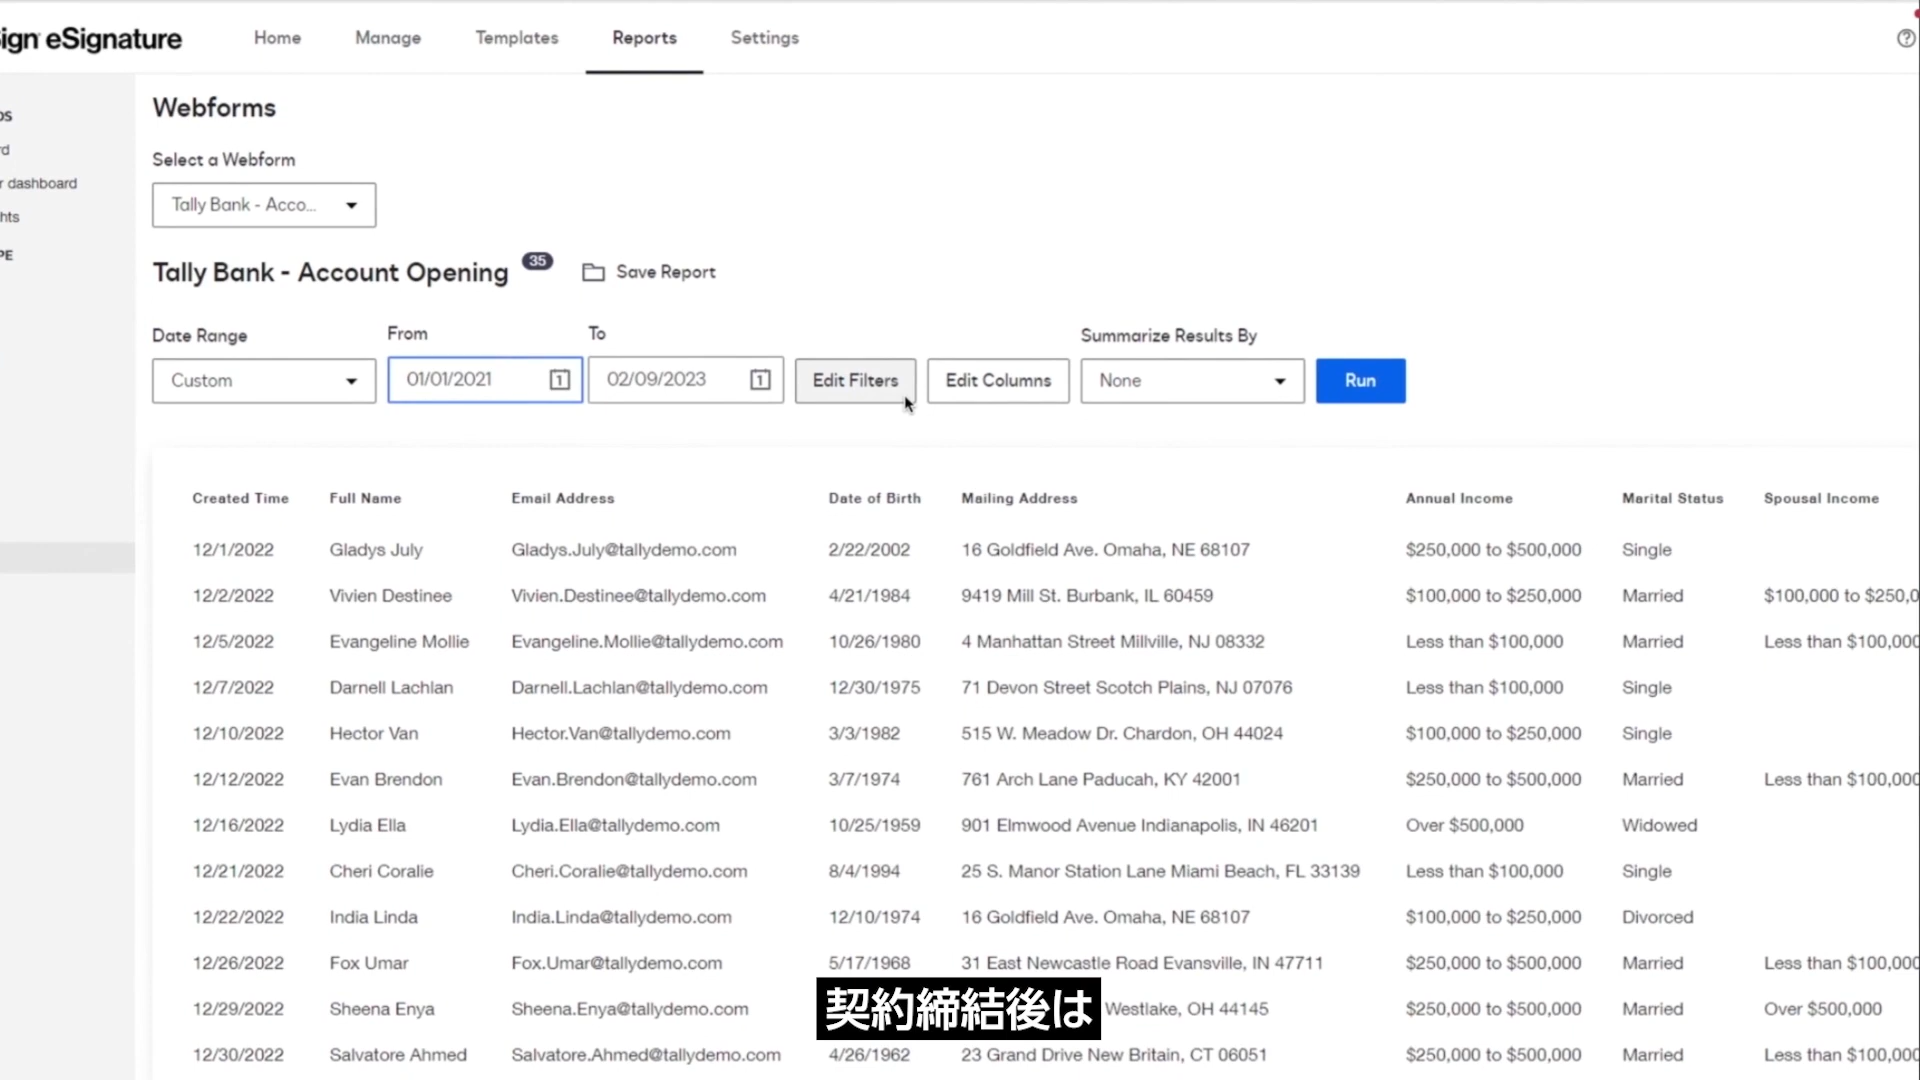 ign eSignature Home Manage Templates Reports Settings
Webforms
Select a Webform
r dashboard
hts
PE
Tally Bank - Acco...
Tally Bank - Account Opening 35 Save Report
Date Range From To Summarize Results By
Custom 01/01/2021 02/09/2023 Edit Filters Edit Columns None Run
Created Time Full Name Email Address Date of Birth Mailing Address Annual Income Marital Status Spousal Income
12/1/2022 Gladys July Gladys.July@tallydemo.com 2/22/2002 16 Goldfield Ave. Omaha, NE 68107 $250,000 to $500,000 Single
12/2/2022 Vivien Destinee Vivien.Destinee@tallydemo.com 4/21/1984 9419 Mill St. Burbank, IL 60459 $100,000 to $250,000 Married $100,000 to $250,0
12/5/2022 Evangeline Mollie Evangeline.Mollie@tallydemo.com 10/26/1980 4 Manhattan Street Millville, NJ 08332 Less than $100,000 Married Less than $100,000
12/7/2022 Darnell Lachlan Darnell.Lachlan@tallydemo.com 12/30/1975 71 Devon Street Scotch Plains, NJ 07076 Less than $100,000 Single
12/10/2022 Hector Van Hector.Van@tallydemo.com 3/3/1982 515 W. Meadow Dr. Chardon, OH 44024 $100,000 to $250,000 Single
12/12/2022 Evan Brendon Evan.Brendon@tallydemo.com 3/7/1974 761 Arch Lane Paducah, KY 42001 $250,000 to $500,000 Married Less than $100,000
12/16/2022 Lydia Ella Lydia.Ella@tallydemo.com 10/25/1959 901 Elmwood Avenue Indianapolis, IN 46201 Over $500,000 Widowed
12/21/2022 Cheri Coralie Cheri.Coralie@tallydemo.com 8/4/1994 25 S. Manor Station Lane Miami Beach, FL 33139 Less than $100,000 Single
12/22/2022 India Linda India.Linda@tallydemo.com 12/10/1974 16 Goldfield Ave. Omaha, NE 68107 $100,000 to $250,000 Divorced
12/26/2022 Fox Umar Fox.Umar@tallydemo.com 5/17/1968 31 East Newcastle Road Evansville, IN 47711 $250,000 to $500,000 Married Less than $100,000
12/29/2022 Sheena Enya Sheena.Enya@tallydemo.com Westlake, OH 44145 $250,000 to $500,000 Married Over $500,000
契約締結後は
12/30/2022 Salvatore Ahmed Salvatore.Ahmed@tallydemo.com 4/26/1962 23 Grand Drive New Britain, CT 06051 $250,000 to $500,000 Married Less than $100,000